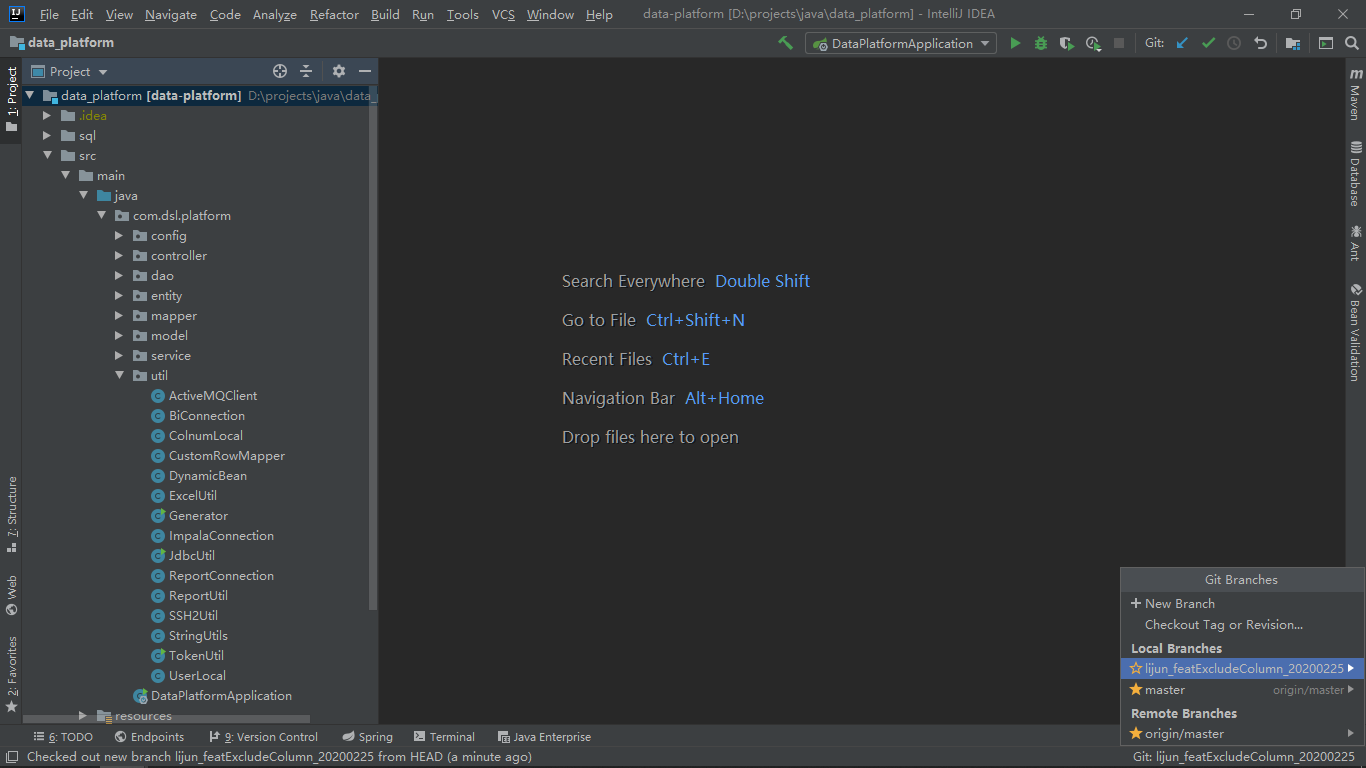 File Edit View Navigate Code Analyze Refactor Build Run Tools VCS Window Help data-platform [D:\projects\java\data_platform] - IntelliJ IDEA
data_platform DataPlatformApplication Git:
Project
1: Project
data_platform [data-platform] D:\projects\java\data_
.idea
sql
src
main
java
com.dsl.platform
config
controller
dao
entity
mapper
model
service
util
ActiveMQClient
BiConnection
ColnumLocal
CustomRowMapper
DynamicBean
ExcelUtil
Generator
ImpalaConnection
JdbcUtil
ReportConnection
ReportUtil
SSH2Util
StringUtils
TokenUtil
UserLocal
DataPlatformApplication
resources
7: Structure
Web
2: Favorites
Search Everywhere Double Shift
Go to File Ctrl+Shift+N
Recent Files Ctrl+E
Navigation Bar Alt+Home
Drop files here to open
m Maven
Database
Ant
Bean Validation
Git Branches
+ New Branch
Checkout Tag or Revision...
Local Branches
lijun_featExcludeColumn_20200225
master origin/master
Remote Branches
origin/master
6: TODO Endpoints 9: Version Control Spring Terminal Java Enterprise
Checked out new branch lijun_featExcludeColumn_20200225 from HEAD (a minute ago) Git: lijun_featExcludeColumn_20200225